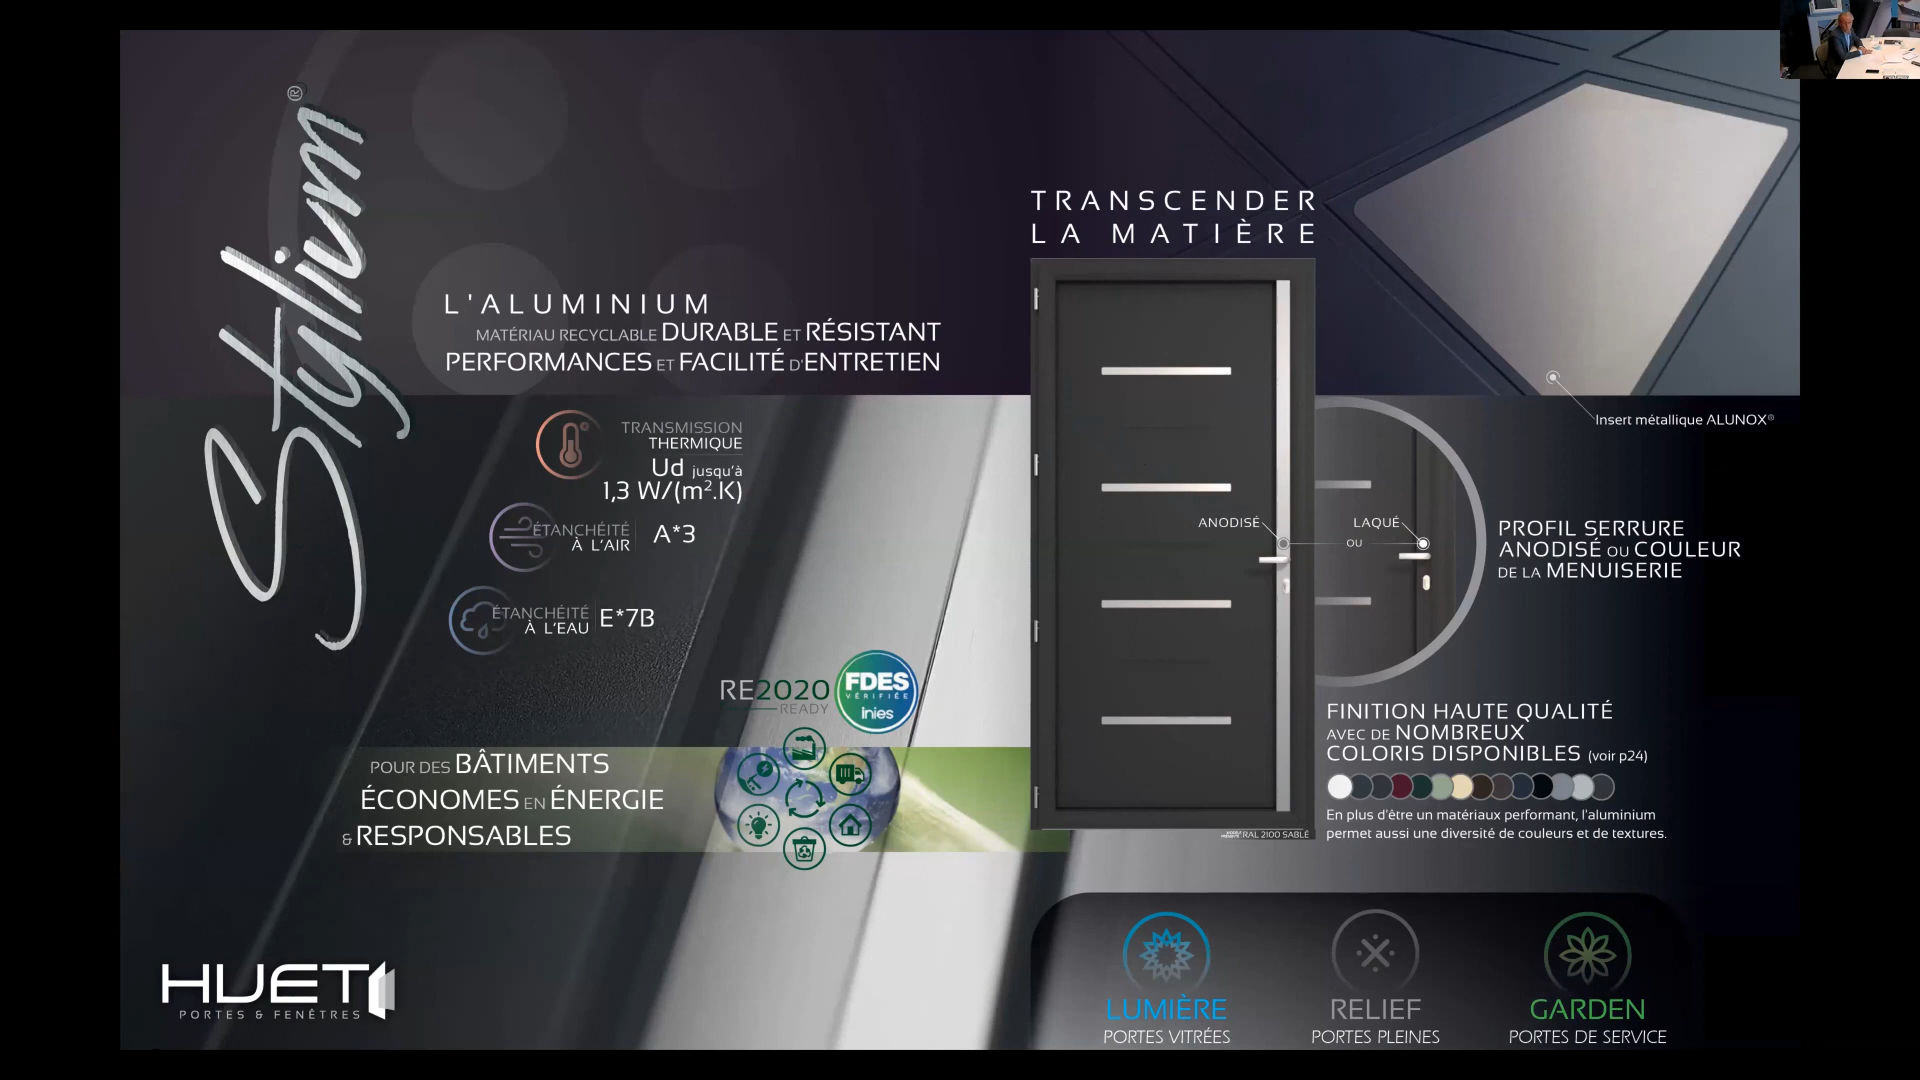 Stylium®
TRANSCENDER
LA MATIÈRE
L'ALUMINIUM
MATÉRIAU RECYCLABLE DURABLE ET RÉSISTANT
PERFORMANCES ET FACILITÉ D'ENTRETIEN
Insert métallique ALUNOX®
TRANSMISSION
THERMIQUE
Ud jusqu'à
1,3 W/(m².K)
ÉTANCHÉITÉ
À L'AIR
A*3
ÉTANCHÉITÉ
À L'EAU
E*7B
ANODISÉ
OU
LAQUÉ
PROFIL SERRURE
ANODISÉ OU COULEUR
DE LA MENUISERIE
RE2020
READY
FDES
VÉRIFIÉE
inies
FINITION HAUTE QUALITÉ
AVEC DE NOMBREUX
COLORIS DISPONIBLES (voir p24)
En plus d'être un matériaux performant, l'aluminium
permet aussi une diversité de couleurs et de textures.
RAL 2100 SABLÉ
POUR DES BÂTIMENTS
ÉCONOMES EN ÉNERGIE
& RESPONSABLES
HUET
PORTES & FENÊTRES
LUMIÈRE
PORTES VITRÉES
RELIEF
PORTES PLEINES
GARDEN
PORTES DE SERVICE